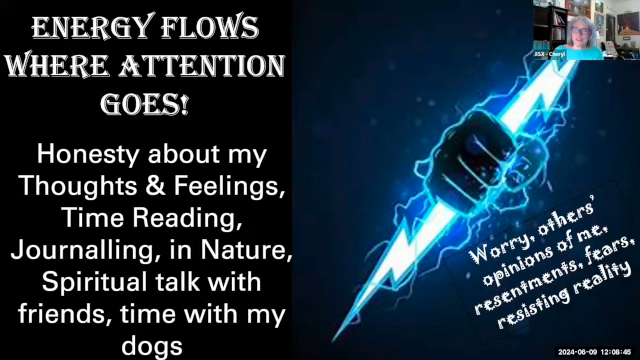 ENERGY FLOWS
WHERE ATTENTION
GOES!
Honesty about my
Thoughts & Feelings,
Time Reading,
Journalling, in Nature,
Spiritual talk with
friends, time with my
dogs
Worry, others'
opinions of me,
resentments, fears,
resisting reality
JISX - Cheryl
2024-06-09 12:08:45